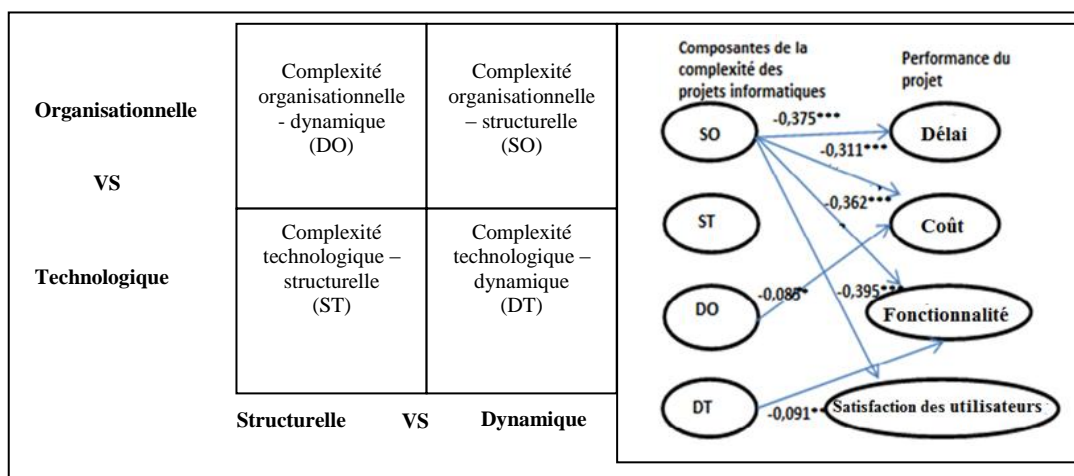 Organisationnelle
VS
Technologique
Complexité
organisationnelle
- dynamique
(DO)
Complexité
organisationnelle
– structurelle
(SO)
Complexité
technologique –
structurelle
(ST)
Complexité
technologique –
dynamique
(DT)
Structurelle VS Dynamique
Composantes de la
complexité des
projets informatiques
Performance du
projet
SO
ST
DO
DT
-0,375***
-0,311***
-0,362***
-0,085*
-0,395***
-0,091**
Délai
Coût
Fonctionnalité
Satisfaction des utilisateurs